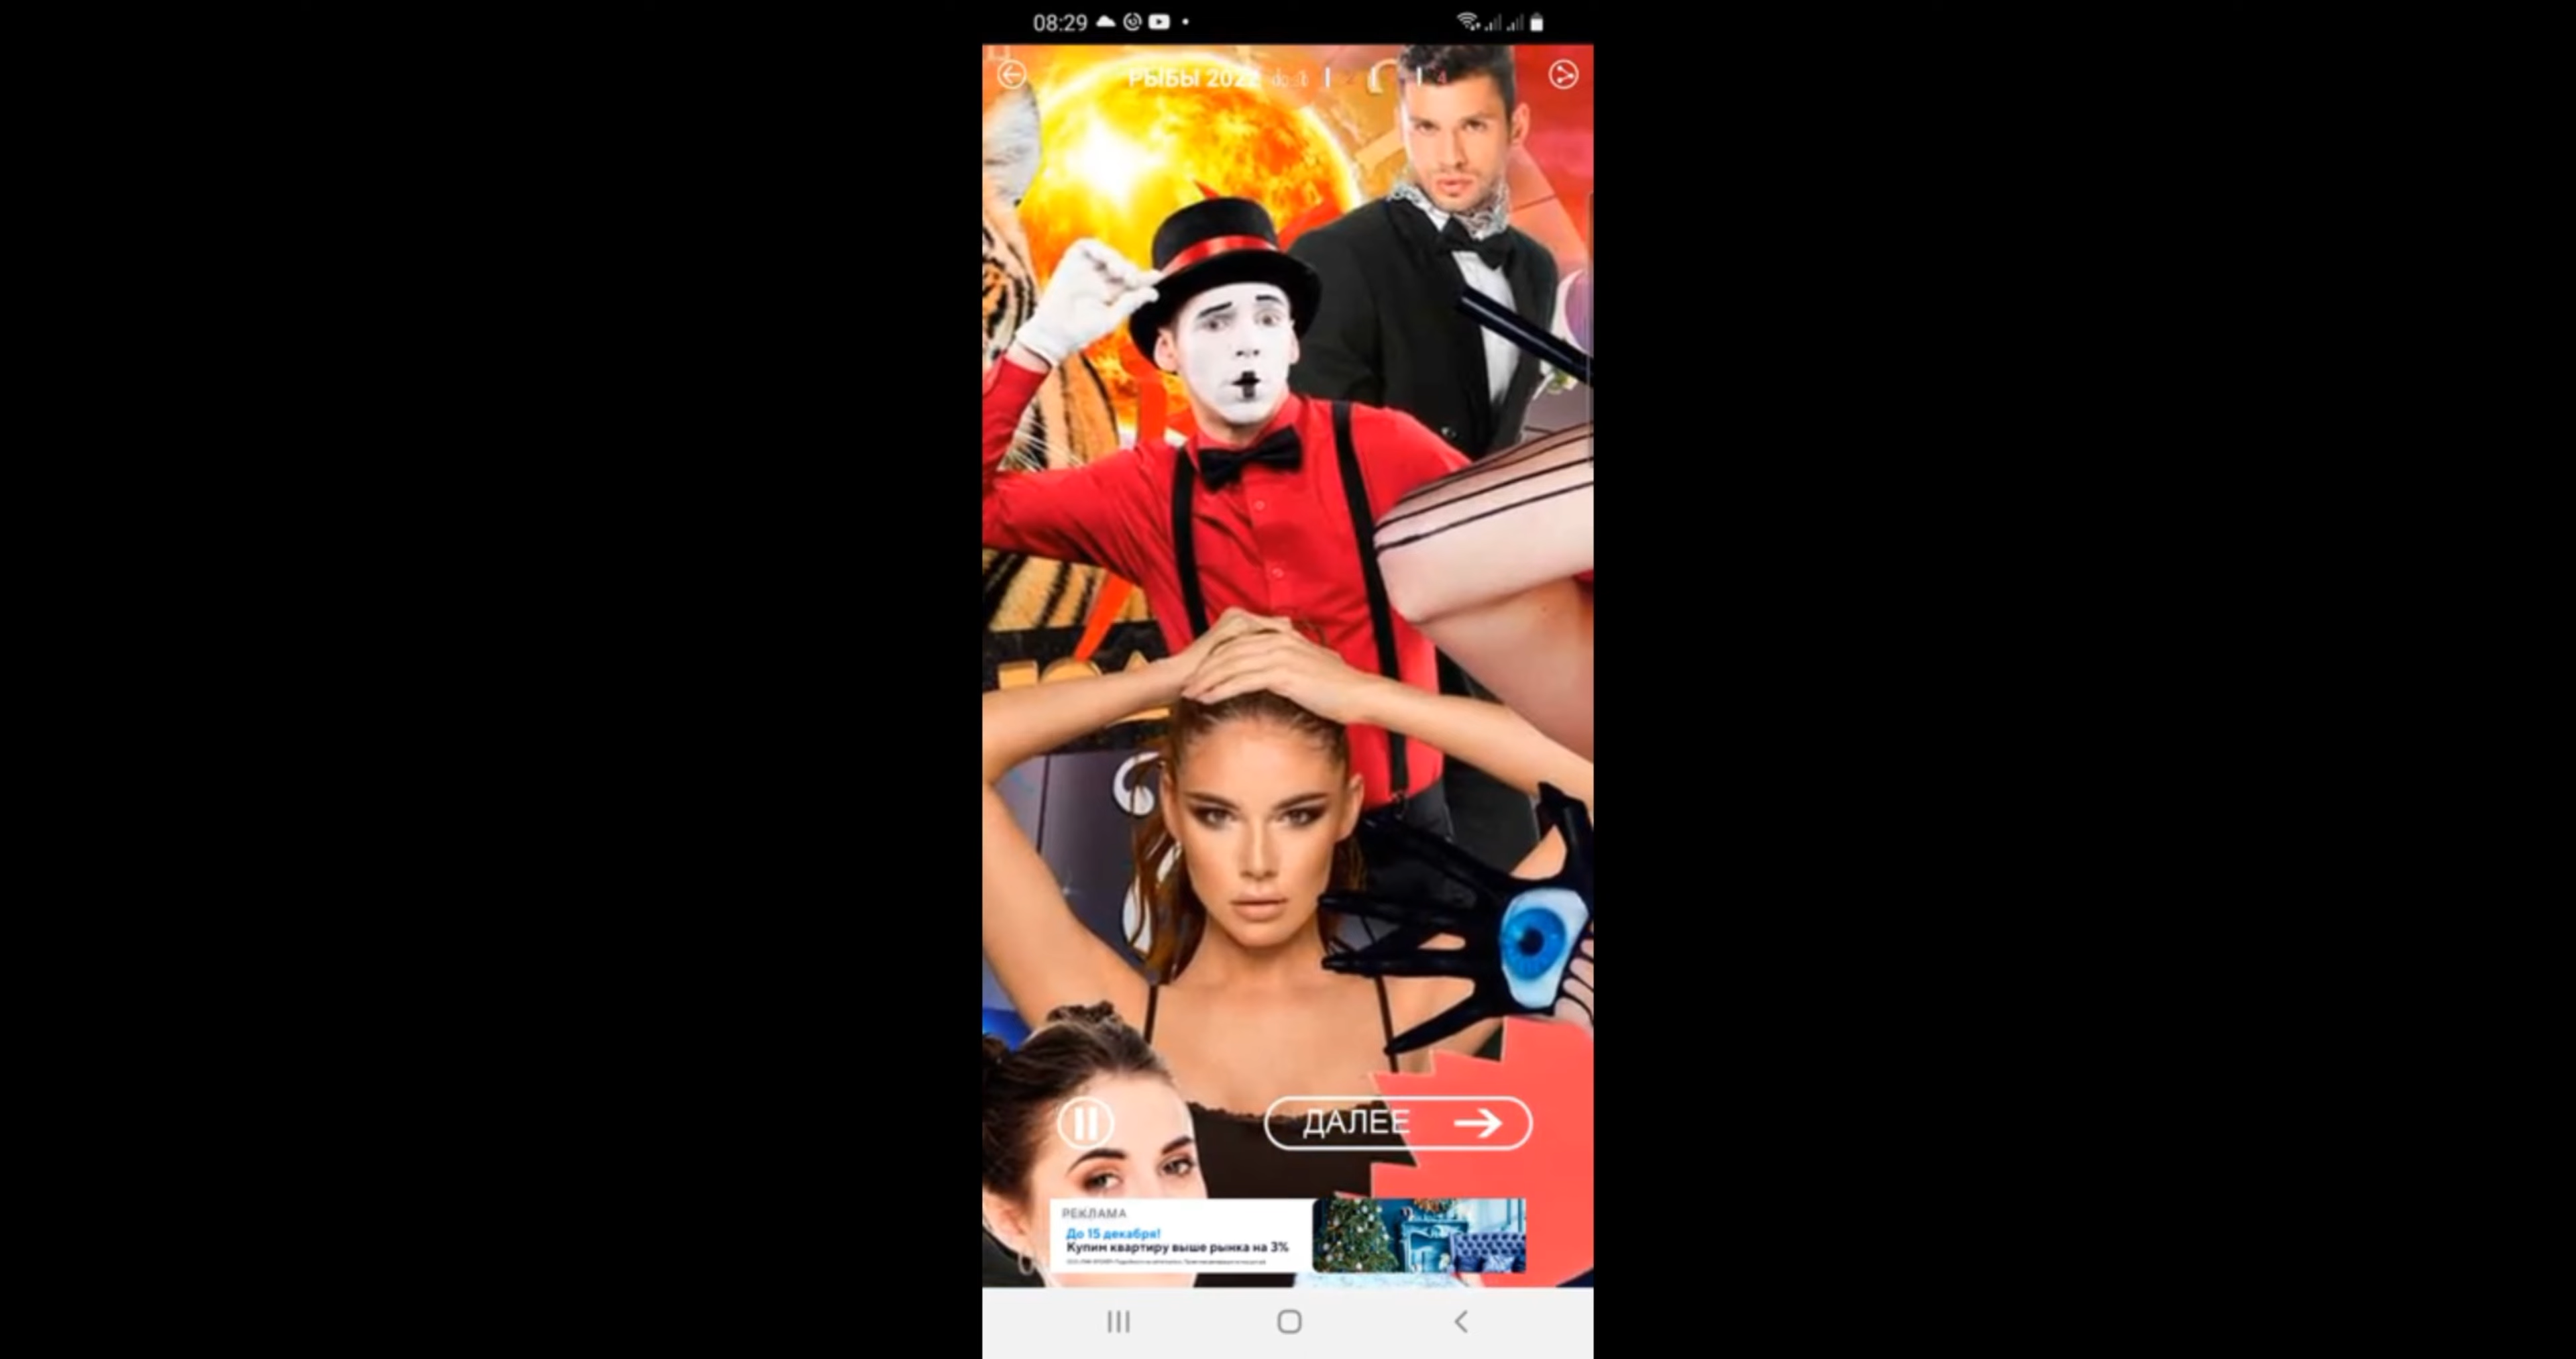 08:29
РЫБЫ 2022
ДАЛЕЕ
РЕКЛАМА
До 15 декабря!
Купим квартиру выше рынка на 3%